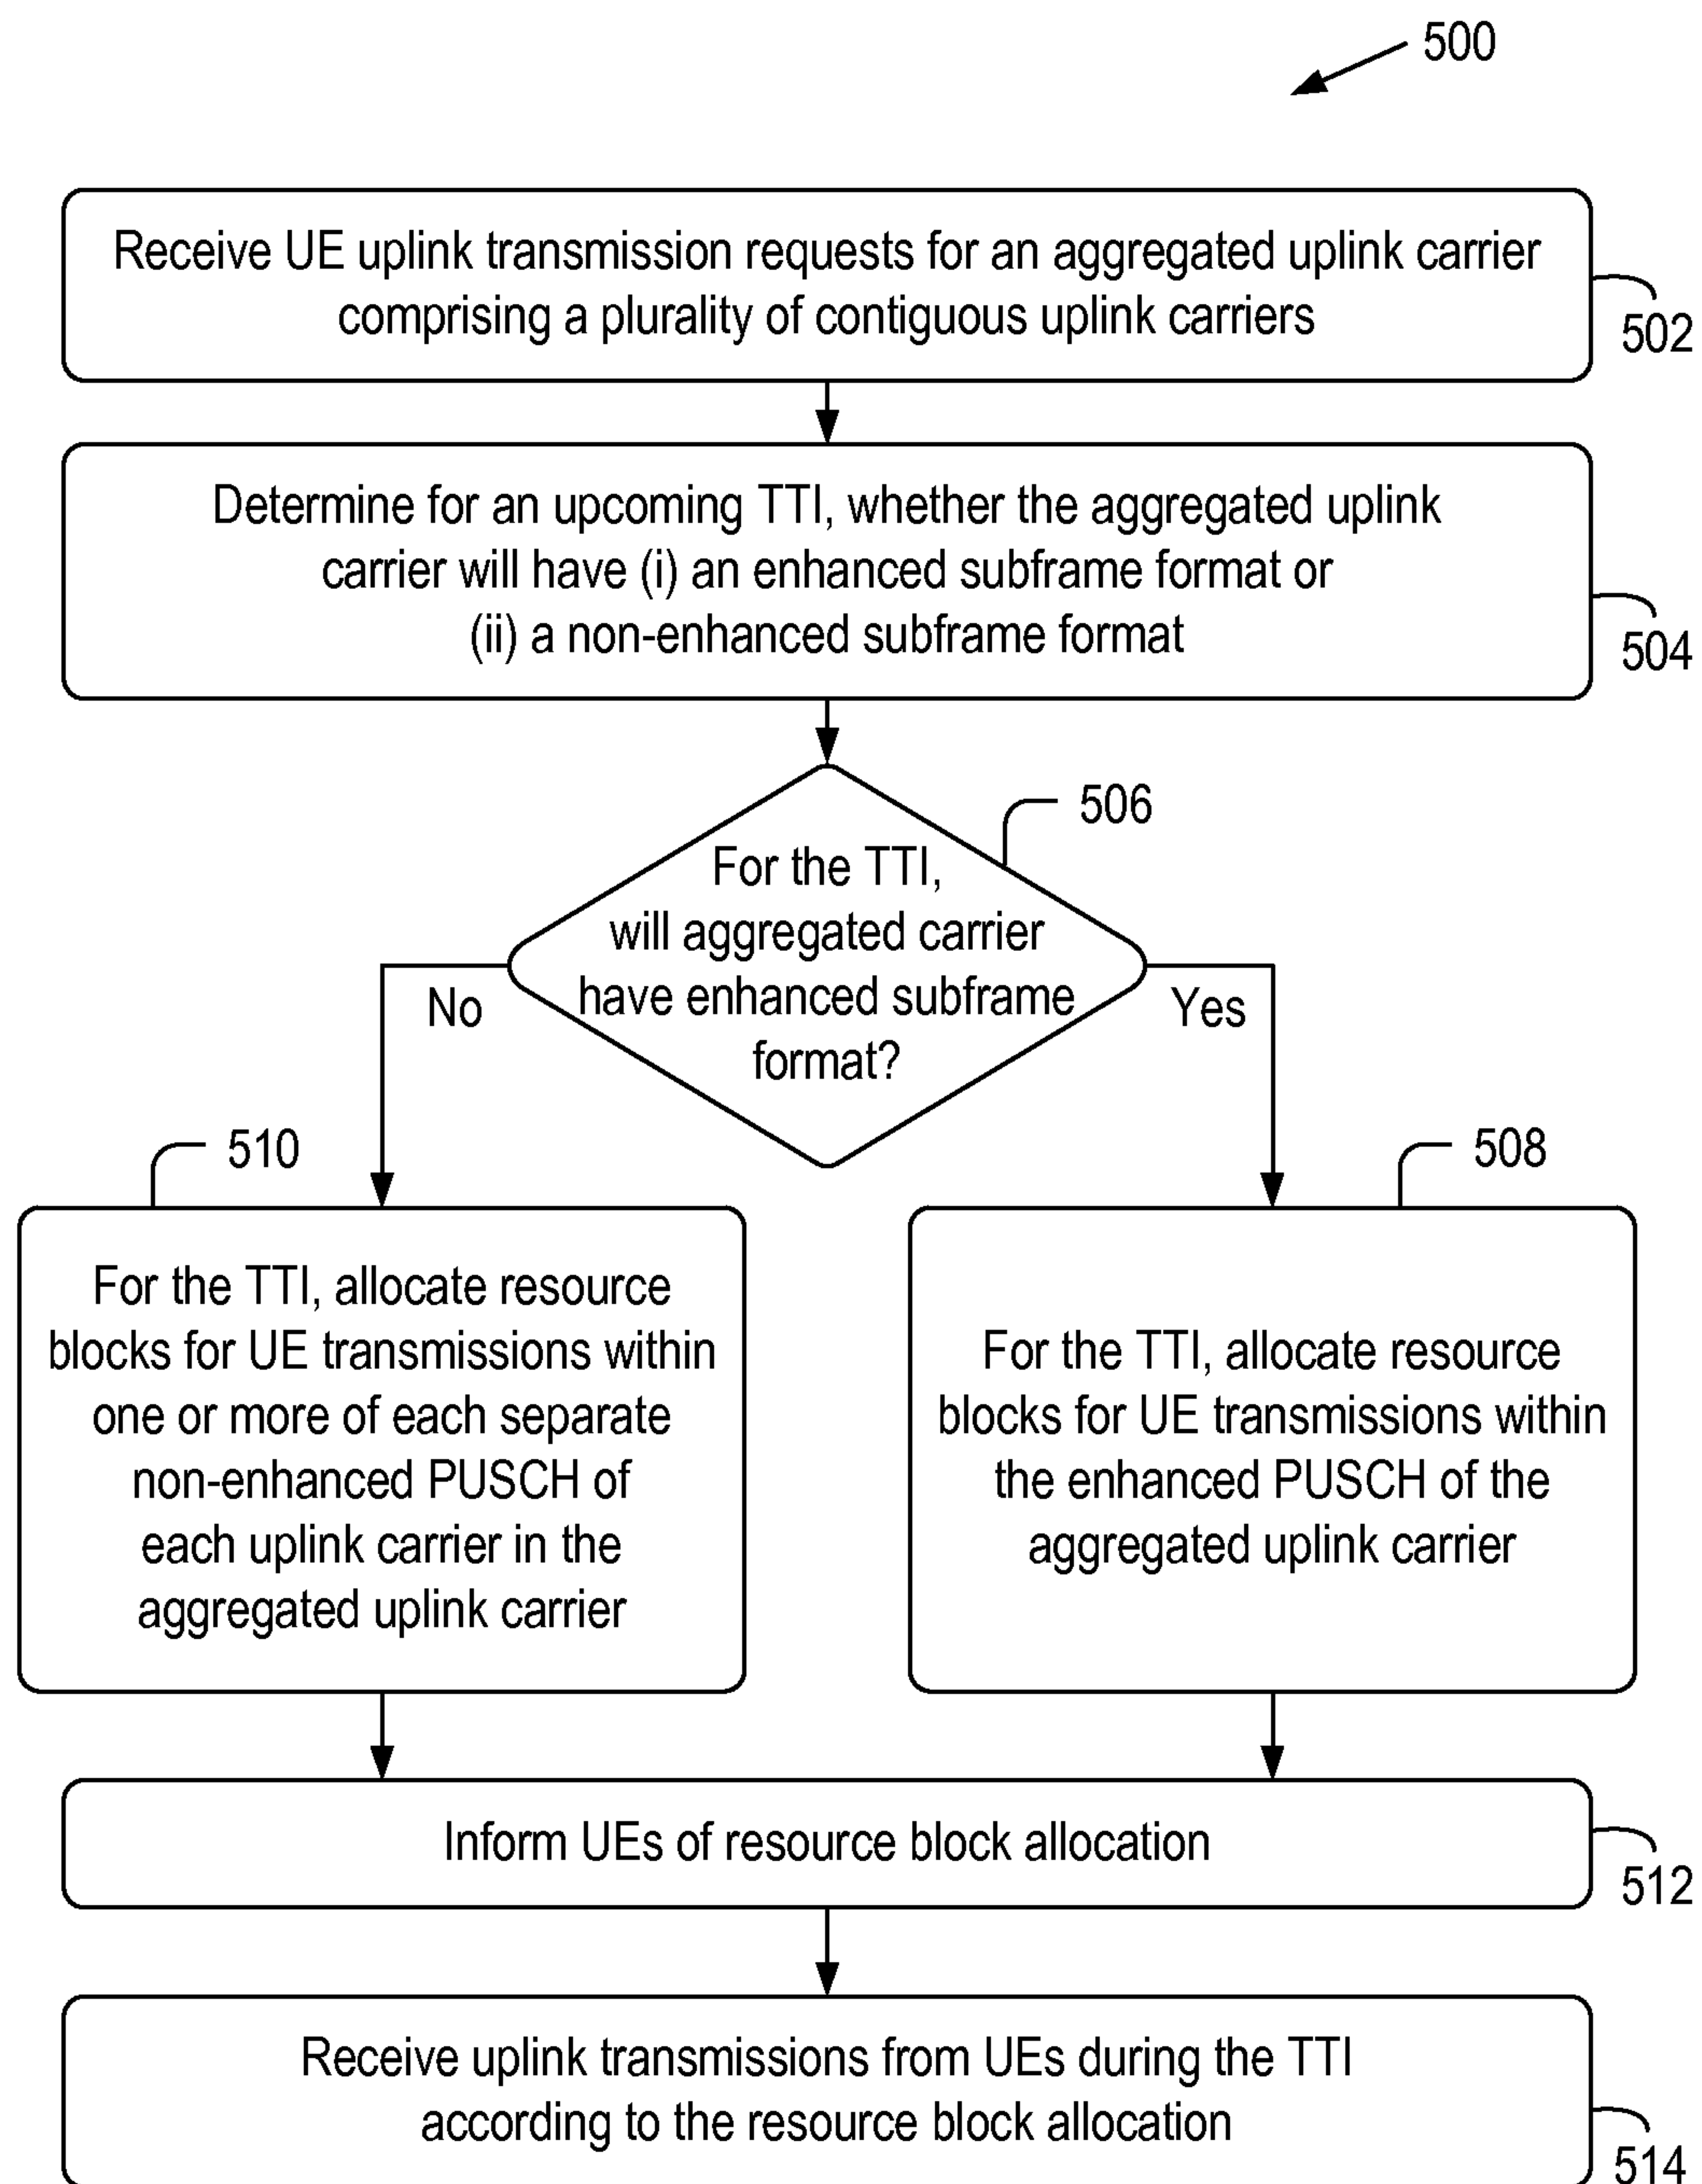 500
Receive UE uplink transmission requests for an aggregated uplink carrier
comprising a plurality of contiguous uplink carriers
502
Determine for an upcoming TTI, whether the aggregated uplink
carrier will have (i) an enhanced subframe format or
(ii) a non-enhanced subframe format
504
506
For the TTI,
will aggregated carrier
have enhanced subframe
format?
No
Yes
510
For the TTI, allocate resource
blocks for UE transmissions within
one or more of each separate
non-enhanced PUSCH of
each uplink carrier in the
aggregated uplink carrier
508
For the TTI, allocate resource
blocks for UE transmissions within
the enhanced PUSCH of the
aggregated uplink carrier
Inform UEs of resource block allocation
512
Receive uplink transmissions from UEs during the TTI
according to the resource block allocation
514